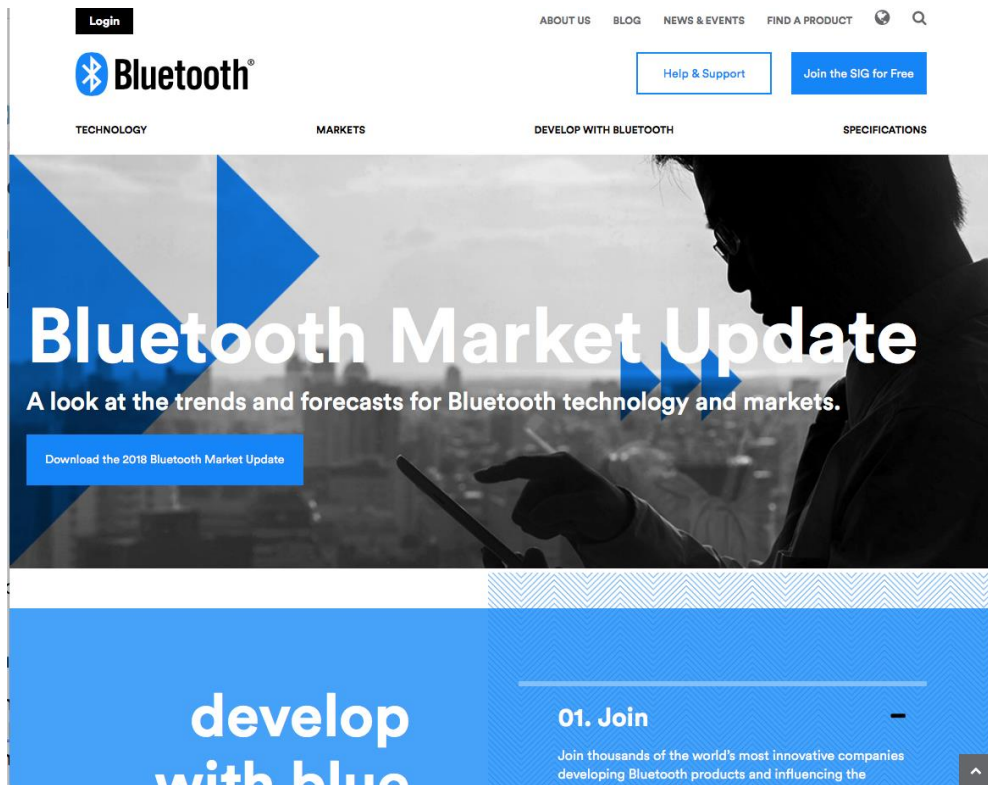 Login
ABOUT US BLOG NEWS & EVENTS FIND A PRODUCT
Bluetooth®
Help & Support
Join the SIG for Free
TECHNOLOGY MARKETS DEVELOP WITH BLUETOOTH SPECIFICATIONS
Bluetooth Market Update
A look at the trends and forecasts for Bluetooth technology and markets.
Download the 2018 Bluetooth Market Update
develop
with blue
01. Join
Join thousands of the world's most innovative companies
developing Bluetooth products and influencing the